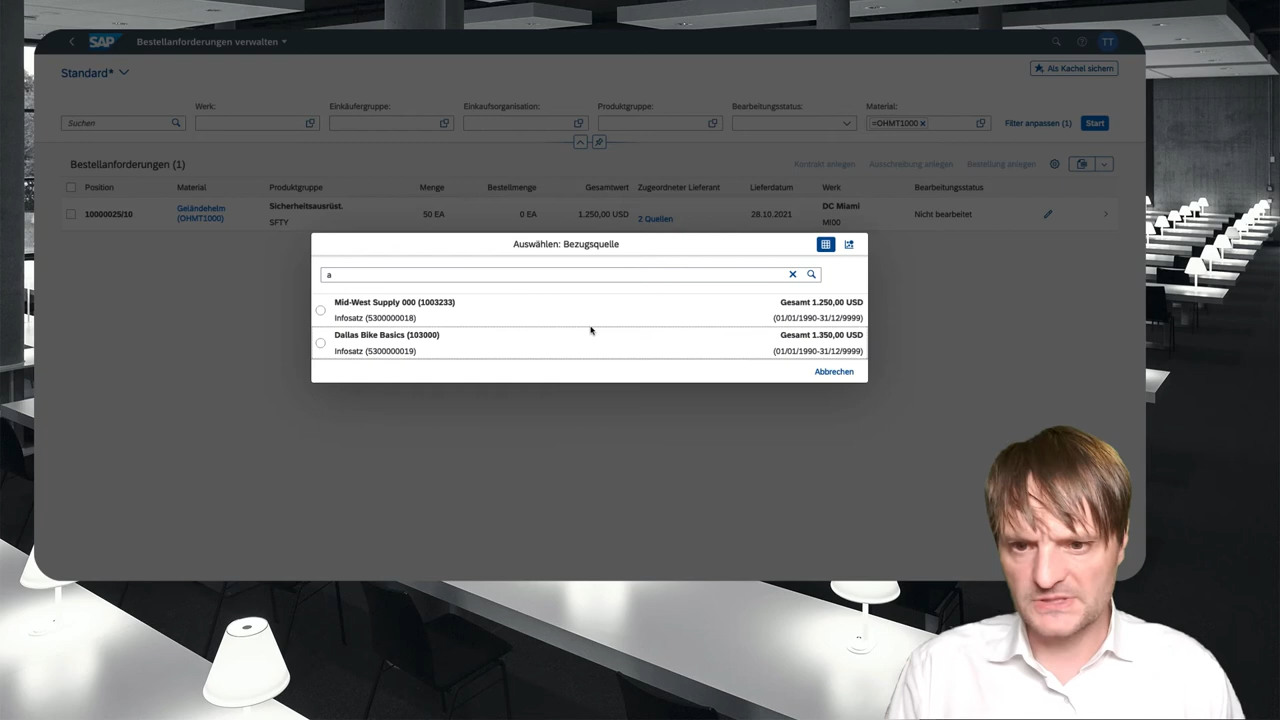 SAP Bestellanforderungen verwalten TT
Standard*
Als Kachel sichern
Werk: Einkäufergruppe: Einkaufsorganisation: Produktgruppe: Bearbeitungsstatus: Material:
Suchen =OHMT1000 Filter anpassen (1) Start
Bestellanforderungen (1) Kontrakt anlegen Ausschreibung anlegen Bestellung anlegen
Position Material Produktgruppe Menge Bestellmenge Gesamtwert Zugeordneter Lieferant Lieferdatum Werk Bearbeitungsstatus
10000025/10 Geländehelm (OHMT1000) Sicherheitsausrüst. SFTY 50 EA 0 EA 1.250,00 USD 2 Quellen 28.10.2021 DC Miami MI00 Nicht bearbeitet
Auswählen: Bezugsquelle
a
Mid-West Supply 000 (1003233) Gesamt 1.250,00 USD
Infosatz (5300000018) (01/01/1990-31/12/9999)
Dallas Bike Basics (103000) Gesamt 1.350,00 USD
Infosatz (5300000019) (01/01/1990-31/12/9999)
Abbrechen